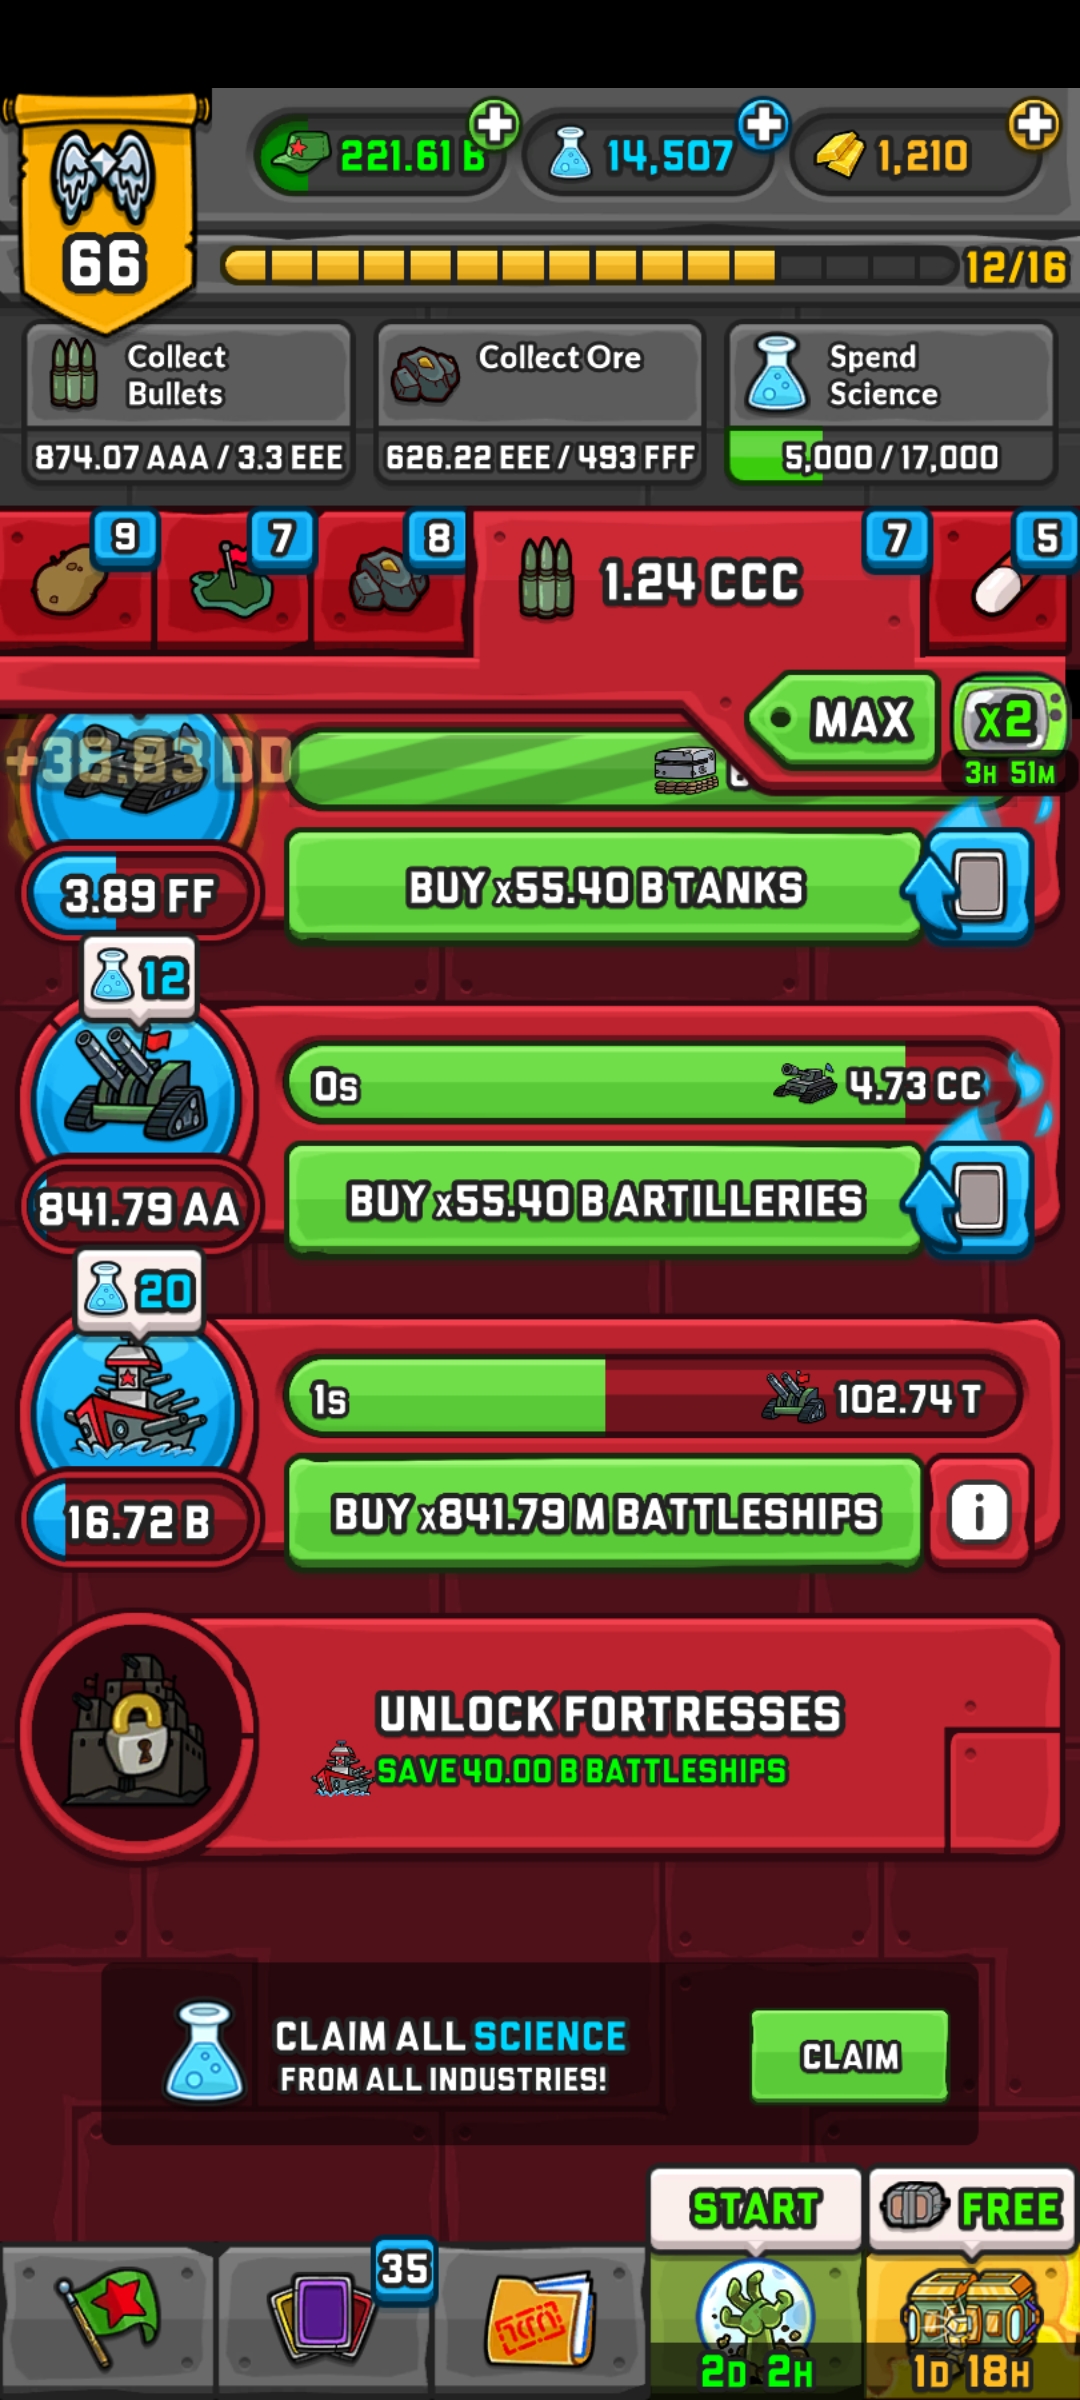 66
221.61 B
14,507
1,210
12/16
Collect
Bullets
874.07 AAA / 3.3 EEE
Collect Ore
626.22 EEE / 493 FFF
Spend
Science
5,000 / 17,000
9
7
8
1.24 CCC
7
5
MAX
x2
3H 51M
+38.83 DD
3.89 FF
BUY x55.40 B TANKS
12
0s
4.73 CC
841.79 AA
BUY x55.40 B ARTILLERIES
20
1s
102.74 T
16.72 B
BUY x841.79 M BATTLESHIPS
i
UNLOCK FORTRESSES
SAVE 40.00 B BATTLESHIPS
CLAIM ALL SCIENCE
FROM ALL INDUSTRIES!
CLAIM
START
FREE
35
2D 2H
1D 18H